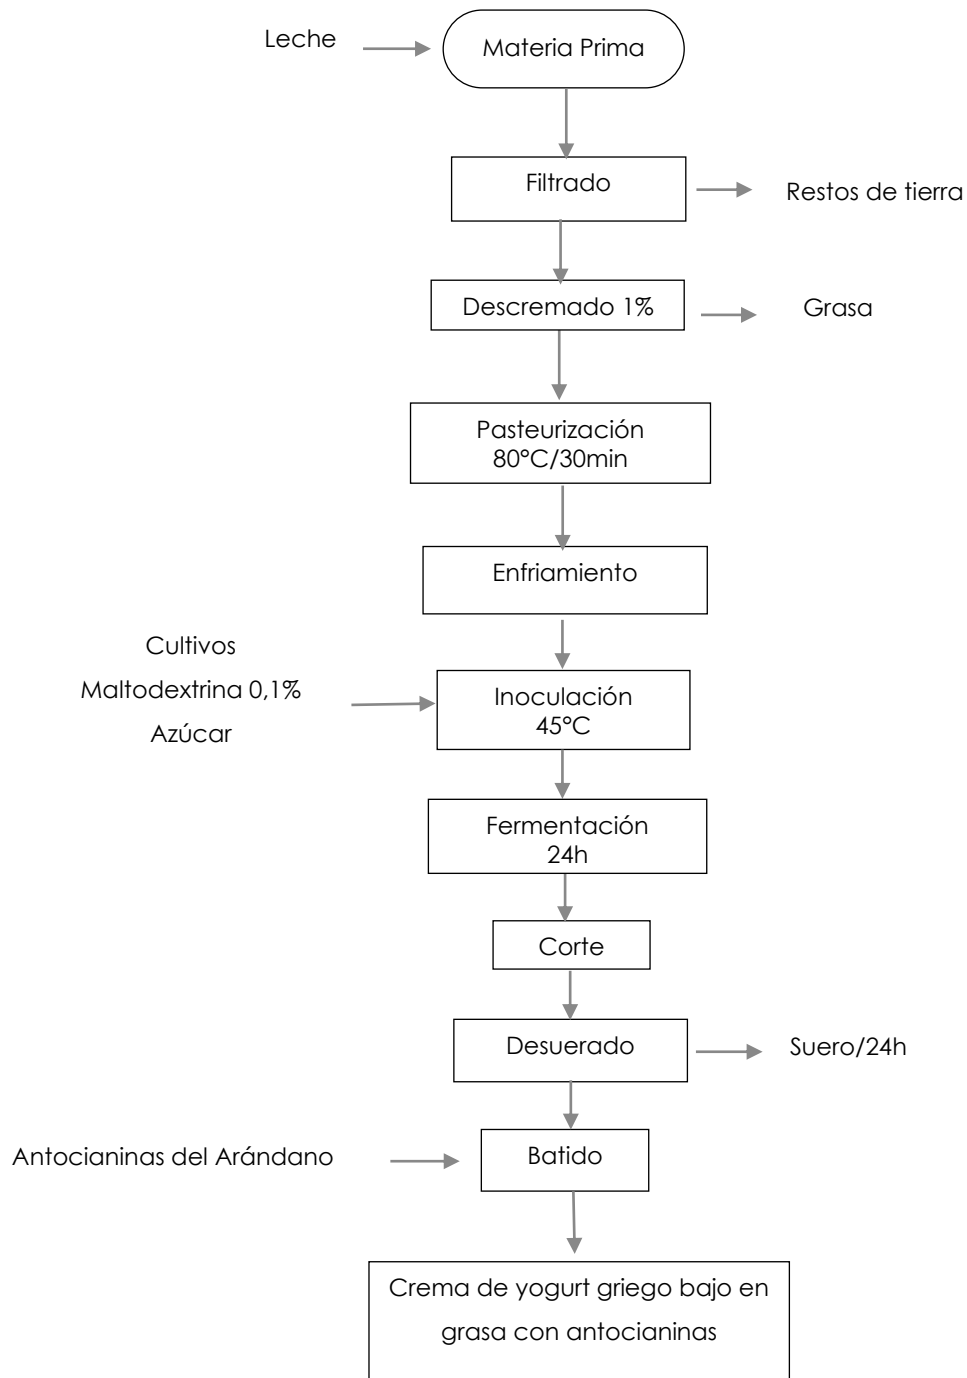 Leche
Materia Prima
Filtrado
Restos de tierra
Descremado 1%
Grasa
Pasteurización
80°C/30min
Enfriamiento
Cultivos
Maltodextrina 0,1%
Azúcar
Inoculación
45°C
Fermentación
24h
Corte
Desuerado
Suero/24h
Antocianinas del Arándano
Batido
Crema de yogurt griego bajo en
grasa con antocianinas